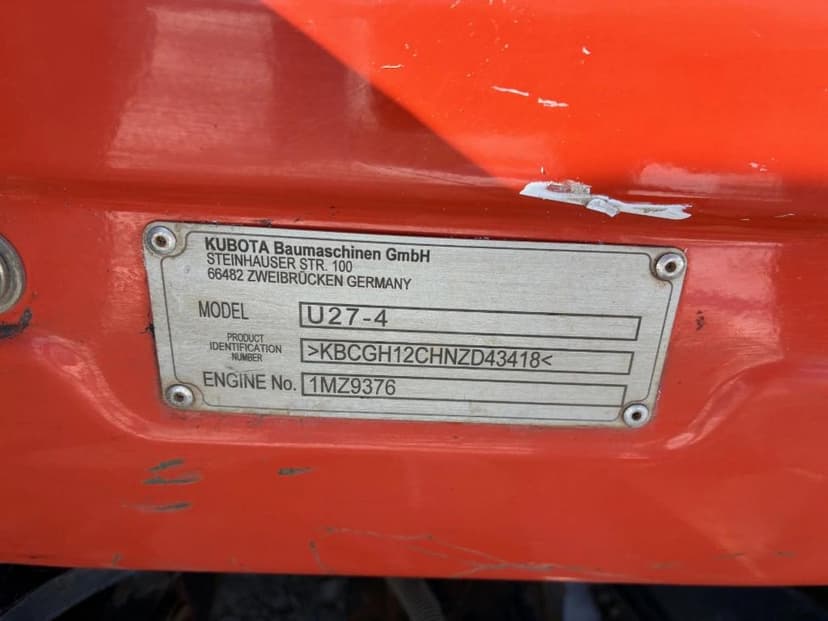 KUBOTA Baumaschinen GmbH
STEINHAUSER STR. 100
66482 ZWEIBRÜCKEN GERMANY
MODEL U27-4
PRODUCT IDENTIFICATION NUMBER >KBCGH12CHNZD43418<
ENGINE No. 1MZ9376